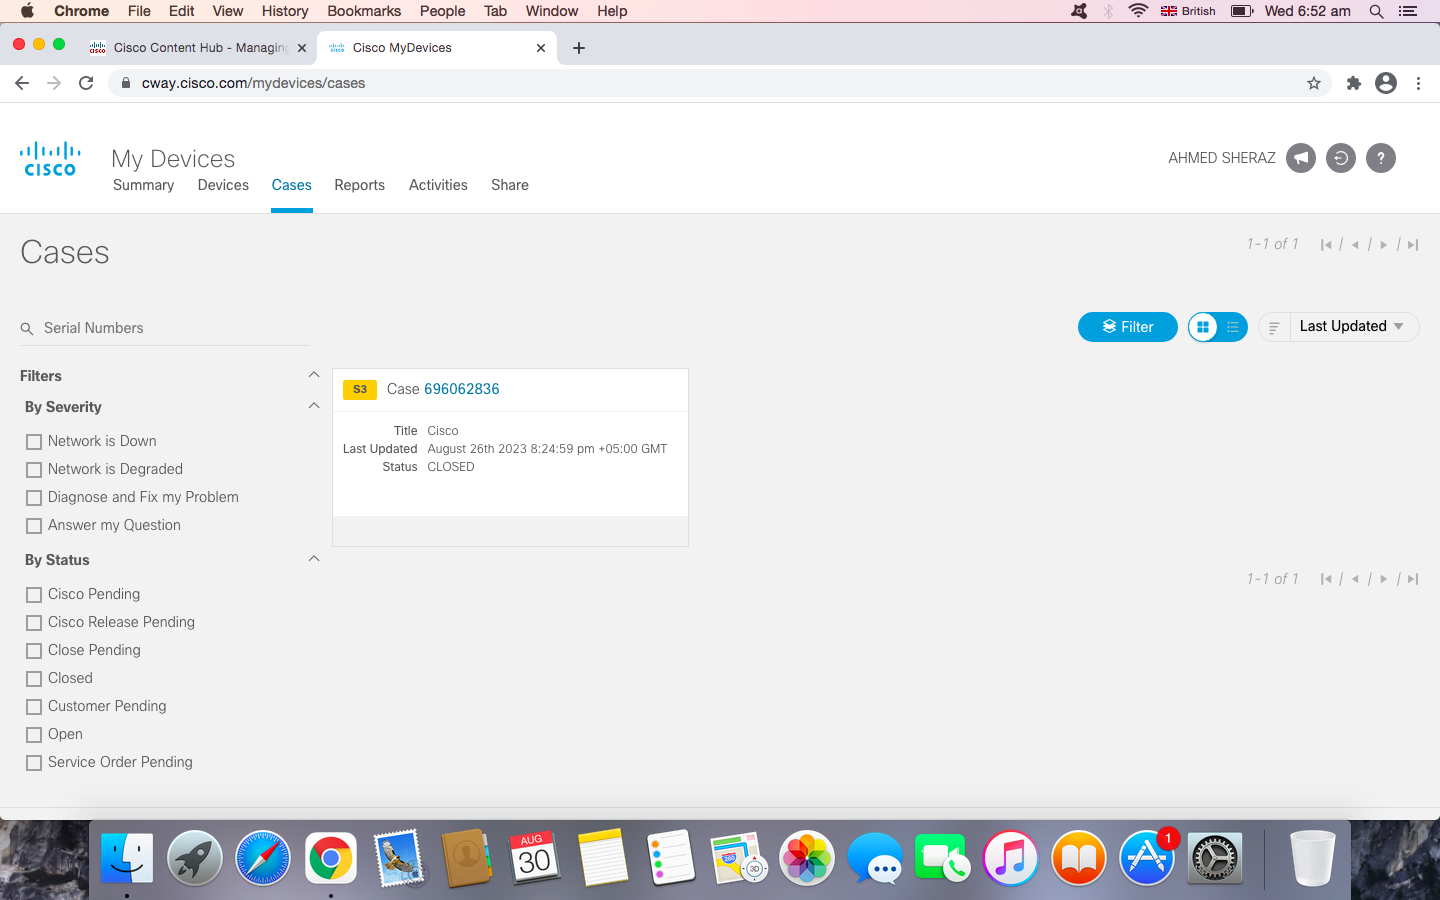 Chrome File Edit View History Bookmarks People Tab Window Help British Wed 6:52 am
Cisco Content Hub - Managing
Cisco MyDevices
cway.cisco.com/mydevices/cases
CISCO
My Devices
AHMED SHERAZ
?
Summary Devices Cases Reports Activities Share
Cases
1-1 of 1
Serial Numbers
Filter
Last Updated
Filters
By Severity
Network is Down
Network is Degraded
Diagnose and Fix my Problem
Answer my Question
By Status
Cisco Pending
Cisco Release Pending
Close Pending
Closed
Customer Pending
Open
Service Order Pending
S3 Case 696062836
Title Cisco
Last Updated August 26th 2023 8:24:59 pm +05:00 GMT
Status CLOSED
1-1 of 1
AUG
30
280
3D
1